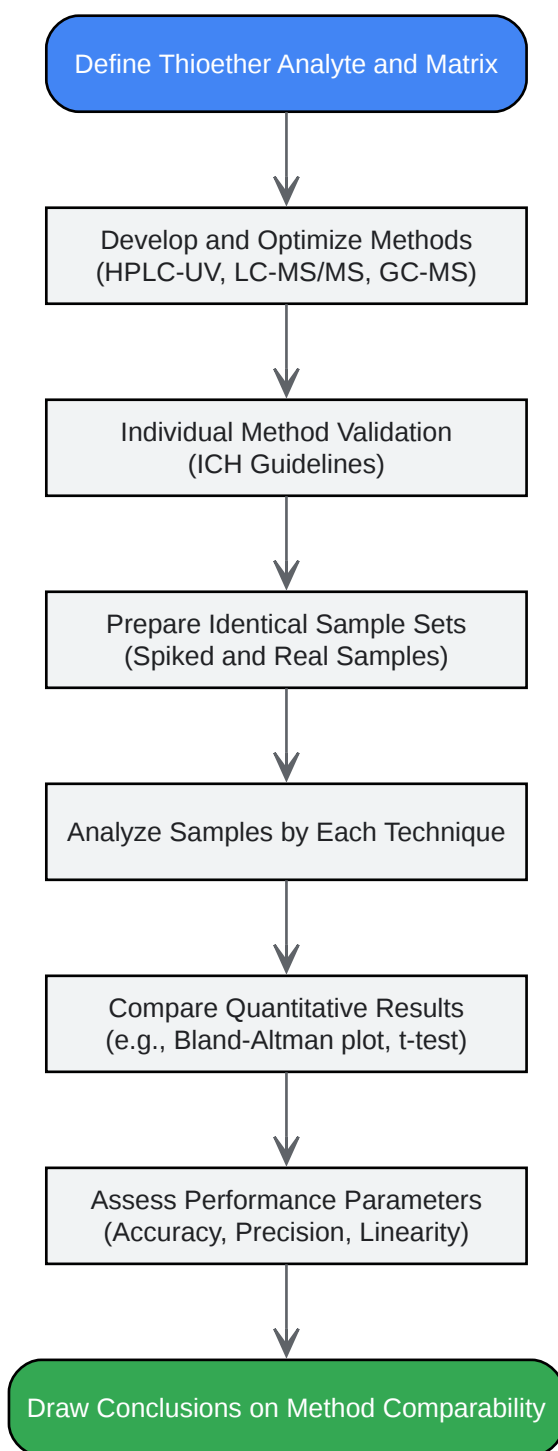 Define Thioether Analyte and Matrix
Develop and Optimize Methods
(HPLC-UV, LC-MS/MS, GC-MS)
Individual Method Validation
(ICH Guidelines)
Prepare Identical Sample Sets
(Spiked and Real Samples)
Analyze Samples by Each Technique
Compare Quantitative Results
(e.g., Bland-Altman plot, t-test)
Assess Performance Parameters
(Accuracy, Precision, Linearity)
Draw Conclusions on Method Comparability